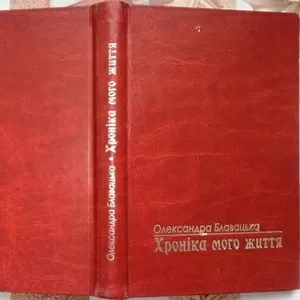 Олександра Блавацька • Хроніка мого життя
Олександра Блавацька
Хроніка мого життя